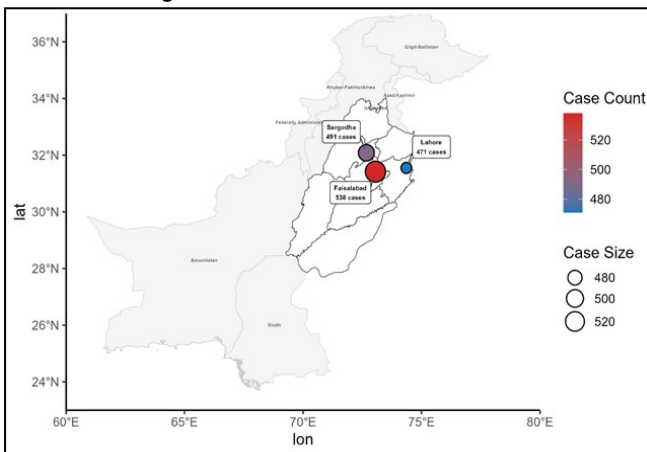 36°N
34°N
32°N
30°N
28°N
26°N
24°N
lat
60°E
65°E
70°E
75°E
80°E
lon
Gilgit-Baltistan
Khyber-Pakhtunkhwa
Azad Kashmir
Federally Administered
Sargodha
491 cases
Lahore
471 cases
Faisalabad
538 cases
Balochistan
Sindh
Case Count
520
500
480
Case Size
480
500
520